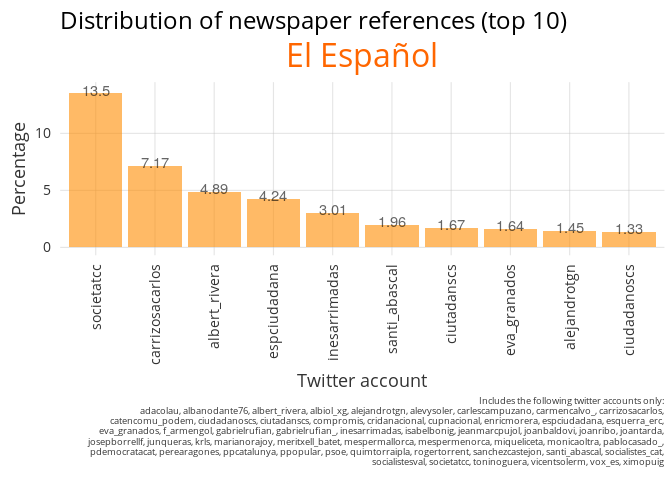 Distribution of newspaper references (top 10)
El Español
Percentage
10
5
0
13.5
7.17
4.89
4.24
3.01
1.96
1.67
1.64
1.45
1.33
societatcc
carrizosacarlos
albert_rivera
espciudadana
inesarrimadas
santi_abascal
ciutadanscs
eva_granados
alejandrotgn
ciudadanoscs
Twitter account
Includes the following twitter accounts only:
adacolau, albanodante76, albert_rivera, albiol_xg, alejandrotgn, alevysoler, carlescampuzano, carmencalvo_, carrizosacarlos,
catencomu_podem, ciudadanoscs, ciutadanscs, compromis, cridanacional, cupnacional, enricmorera, espciudadana, esquerra_erc,
eva_granados, f_armengol, gabrielrufian, gabrielrufian_, inesarrimadas, isabelbonig, jeanmarcpujol, joanbaldovi, joanribo, joantarda,
josepborrellf, junqueras, krls, marianorajoy, meritxell_batet, mespermallorca, mespermenorca, miqueliceta, monicaoltra, pablocasado_,
pdemocratacat, perearagones, ppcatalunya, ppopular, psoe, quimtorraipla, rogertorrent, sanchezcastejon, santi_abascal, socialistes_cat,
socialistesval, societatcc, toninoguera, vicentsolerm, vox_es, ximopuig